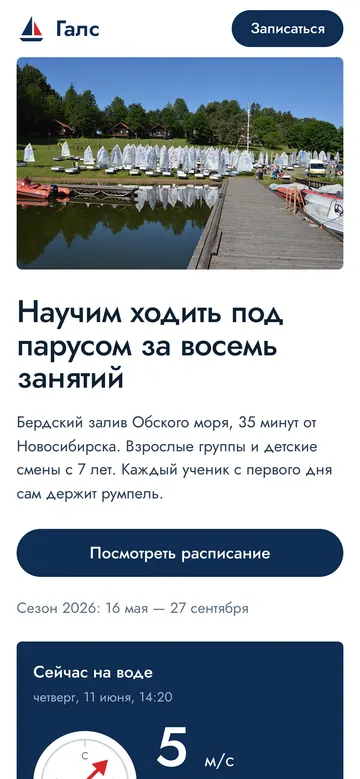 Галс
Записаться
Научим ходить под
парусом за восемь
занятий
Бердский залив Обского моря, 35 минут от
Новосибирска. Взрослые группы и детские
смены с 7 лет. Каждый ученик с первого дня
сам держит румпель.
Посмотреть расписание
Сезон 2026: 16 мая — 27 сентября
Сейчас на воде
четверг, 11 июня, 14:20
С
5 м/с